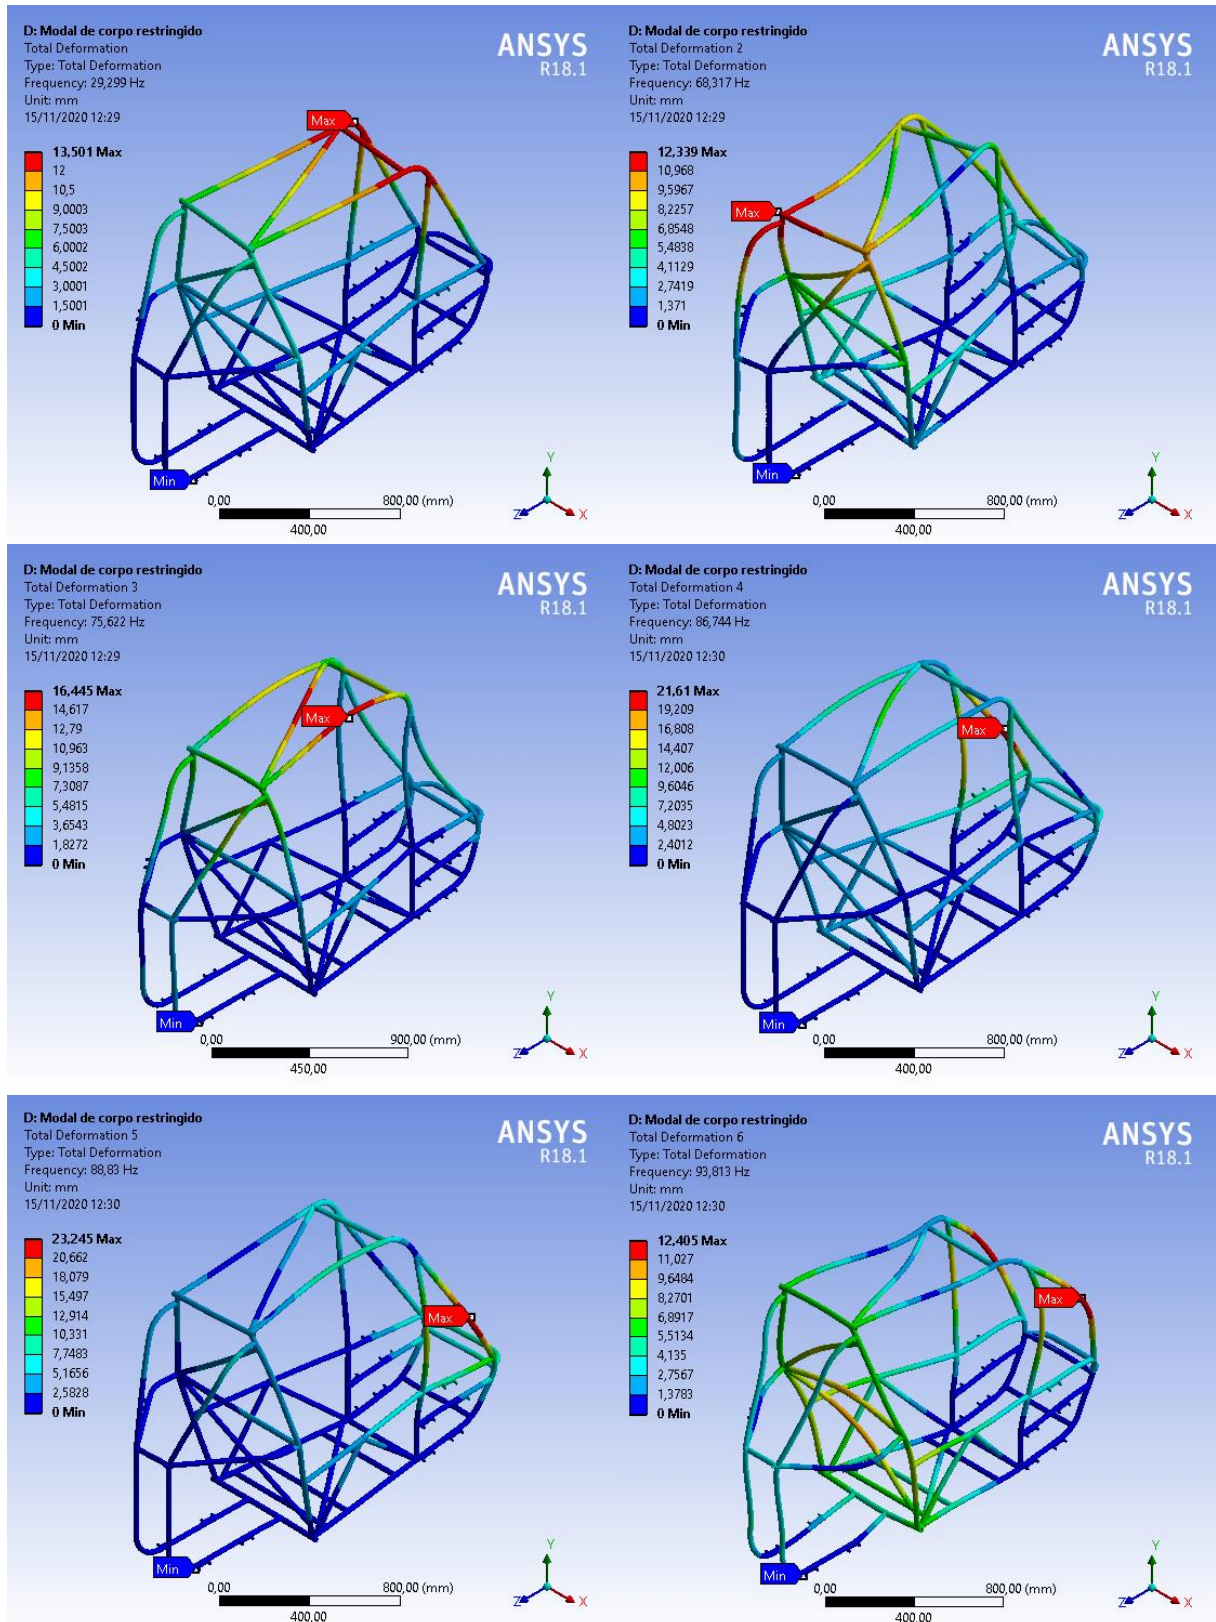 D: Modal de corpo restringido
Total Deformation
Type: Total Deformation
Frequency: 29,299 Hz
Unit: mm
15/11/2020 12:29
ANSYS
R18.1
13,501 Max
12
10,5
9,0003
7,5003
6,0002
4,5002
3,0001
1,5001
0 Min
Max
Min
0,00
800,00 (mm)
400,00
Y
Z
X
D: Modal de corpo restringido
Total Deformation 2
Type: Total Deformation
Frequency: 68,317 Hz
Unit: mm
15/11/2020 12:29
ANSYS
R18.1
12,339 Max
10,968
9,5967
8,2257
6,8548
5,4838
4,1129
2,7419
1,371
0 Min
Max
Min
0,00
800,00 (mm)
400,00
Y
Z
X
D: Modal de corpo restringido
Total Deformation 3
Type: Total Deformation
Frequency: 75,622 Hz
Unit: mm
15/11/2020 12:29
ANSYS
R18.1
16,445 Max
14,617
12,79
10,963
9,1358
7,3087
5,4815
3,6543
1,8272
0 Min
Max
Min
0,00
900,00 (mm)
450,00
Y
Z
X
D: Modal de corpo restringido
Total Deformation 4
Type: Total Deformation
Frequency: 86,744 Hz
Unit: mm
15/11/2020 12:30
ANSYS
R18.1
21,61 Max
19,209
16,808
14,407
12,006
9,6046
7,2035
4,8023
2,4012
0 Min
Max
Min
0,00
800,00 (mm)
400,00
Y
Z
X
D: Modal de corpo restringido
Total Deformation 5
Type: Total Deformation
Frequency: 88,83 Hz
Unit: mm
15/11/2020 12:30
ANSYS
R18.1
23,245 Max
20,662
18,079
15,497
12,914
10,331
7,7483
5,1656
2,5828
0 Min
Max
Min
0,00
800,00 (mm)
400,00
Y
Z
X
D: Modal de corpo restringido
Total Deformation 6
Type: Total Deformation
Frequency: 93,813 Hz
Unit: mm
15/11/2020 12:30
ANSYS
R18.1
12,405 Max
11,027
9,6484
8,2701
6,8917
5,5134
4,135
2,7567
1,3783
0 Min
Max
Min
0,00
800,00 (mm)
400,00
Y
Z
X